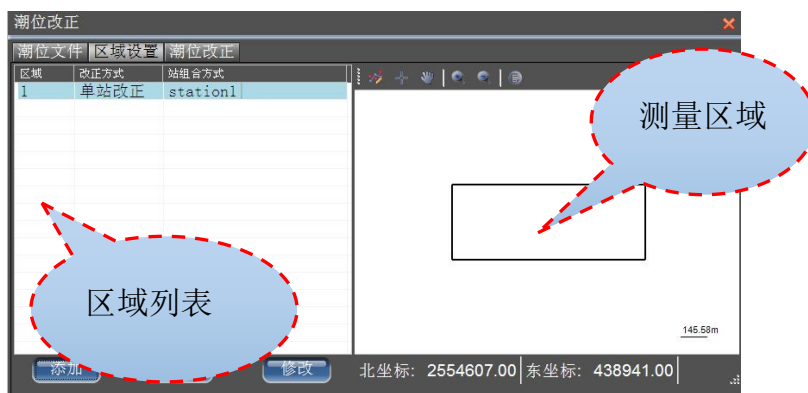 潮位改正
潮位文件 区域设置 潮位改正
区域 改正方式 站组合方式
1 单站改正 station1
测量区域
区域列表
145.58m
添加 修改
北坐标: 2554607.00 东坐标: 438941.00